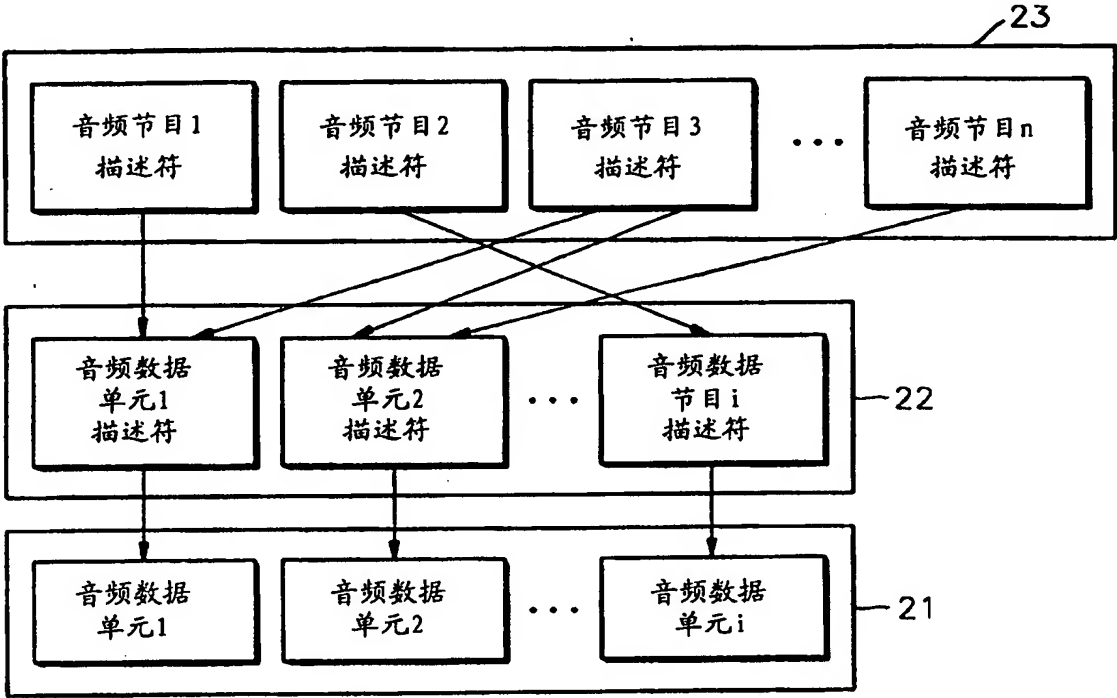 23
音频节目1
描述符
音频节目2
描述符
音频节目3
描述符
···
音频节目n
描述符
音频数据
单元1
描述符
音频数据
单元2
描述符
···
音频数据
节目i
描述符
22
音频数据
单元1
音频数据
单元2
···
音频数据
单元i
21